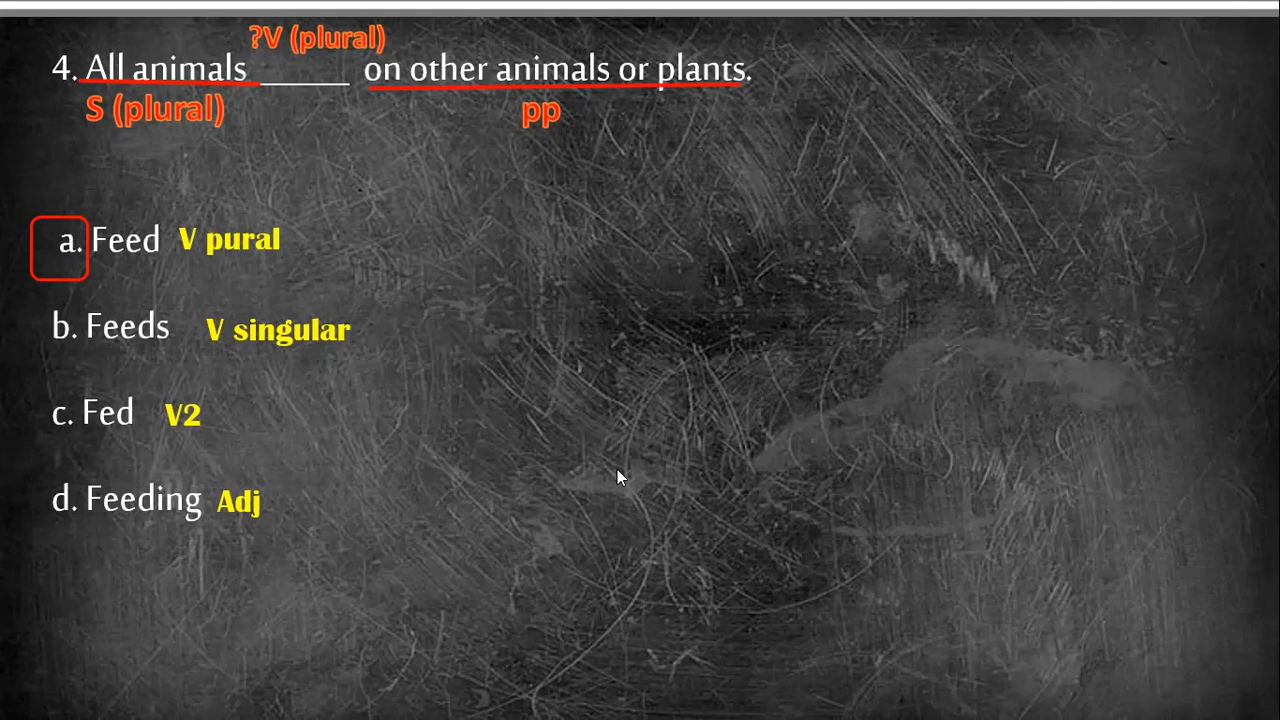 ?V (plural)
4. All animals ______ on other animals or plants.
S (plural) pp
a. Feed V pural
b. Feeds V singular
c. Fed V2
d. Feeding Adj